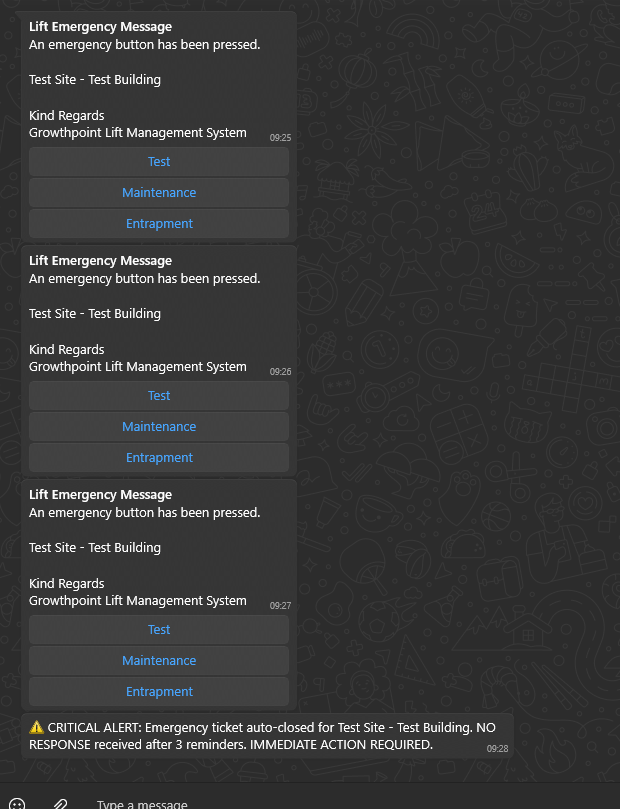 Lift Emergency Message
An emergency button has been pressed.
Test Site - Test Building
Kind Regards
Growthpoint Lift Management System
09:25
Test
Maintenance
Entrapment
Lift Emergency Message
An emergency button has been pressed.
Test Site - Test Building
Kind Regards
Growthpoint Lift Management System
09:26
Test
Maintenance
Entrapment
Lift Emergency Message
An emergency button has been pressed.
Test Site - Test Building
Kind Regards
Growthpoint Lift Management System
09:27
Test
Maintenance
Entrapment
⚠️ CRITICAL ALERT: Emergency ticket auto-closed for Test Site - Test Building. NO
RESPONSE received after 3 reminders. IMMEDIATE ACTION REQUIRED.
09:28
Type a message